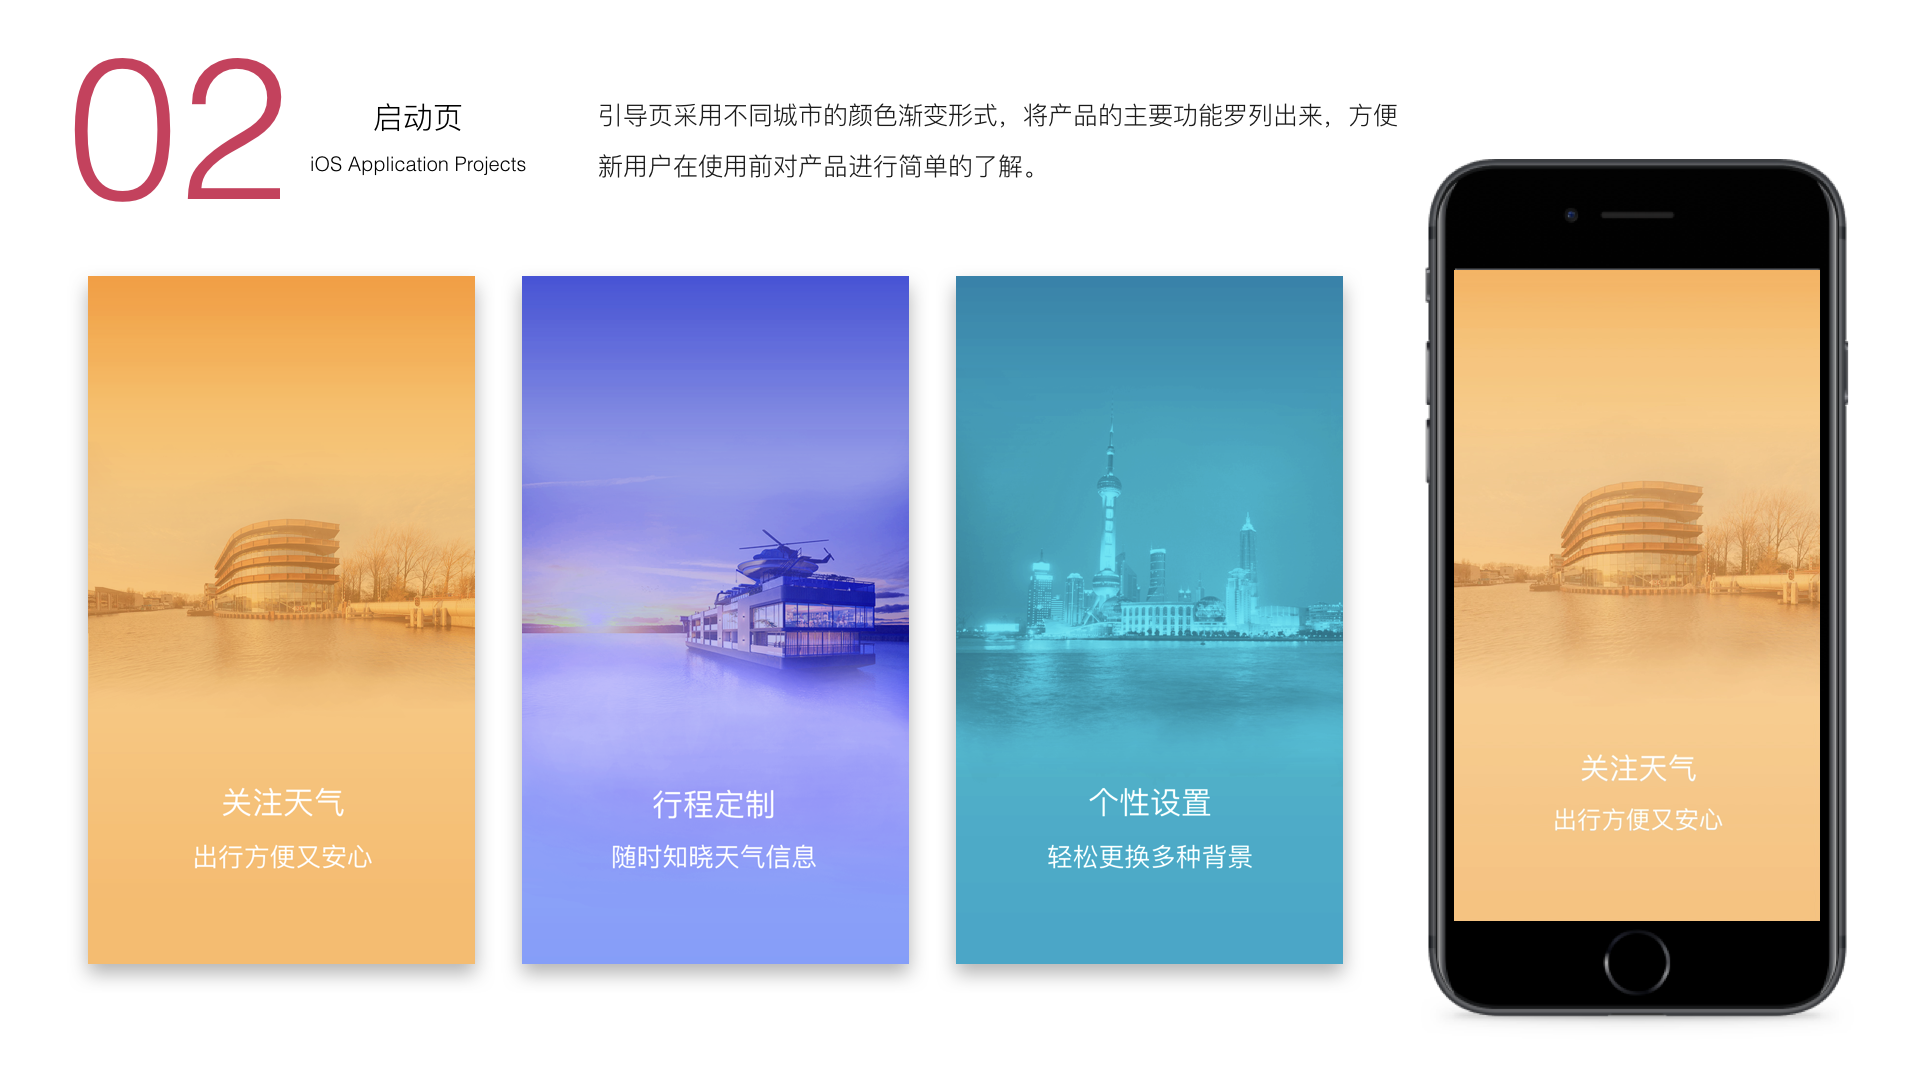 02
启动页
iOS Application Projects
引导页采用不同城市的颜色渐变形式，将产品的主要功能罗列出来，方便
新用户在使用前对产品进行简单的了解。
关注天气
出行方便又安心
行程定制
随时知晓天气信息
个性设置
轻松更换多种背景
关注天气
出行方便又安心